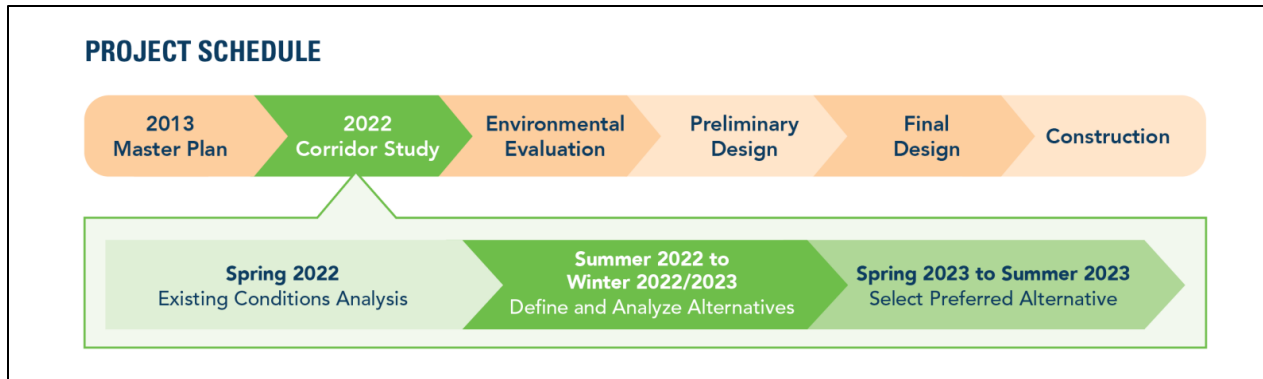 PROJECT SCHEDULE
2013
Master Plan
2022
Corridor Study
Environmental
Evaluation
Preliminary
Design
Final
Design
Construction
Spring 2022
Existing Conditions Analysis
Summer 2022 to
Winter 2022/2023
Define and Analyze Alternatives
Spring 2023 to Summer 2023
Select Preferred Alternative